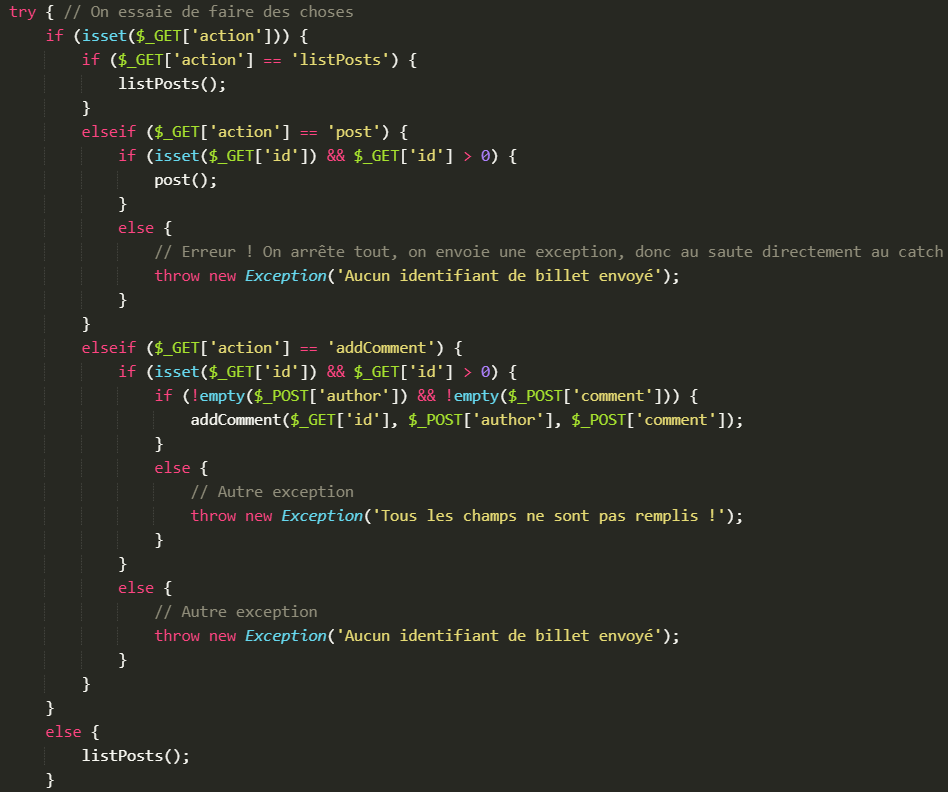 try { // On essaie de faire des choses
    if (isset($_GET['action'])) {
        if ($_GET['action'] == 'listPosts') {
            listPosts();
        }
        elseif ($_GET['action'] == 'post') {
            if (isset($_GET['id']) && $_GET['id'] > 0) {
                post();
            }
            else {
                // Erreur ! On arrête tout, on envoie une exception, donc au saute directement au catch
                throw new Exception('Aucun identifiant de billet envoyé');
            }
        }
        elseif ($_GET['action'] == 'addComment') {
            if (isset($_GET['id']) && $_GET['id'] > 0) {
                if (!empty($_POST['author']) && !empty($_POST['comment'])) {
                    addComment($_GET['id'], $_POST['author'], $_POST['comment']);
                }
                else {
                    // Autre exception
                    throw new Exception('Tous les champs ne sont pas remplis !');
                }
            }
            else {
                // Autre exception
                throw new Exception('Aucun identifiant de billet envoyé');
            }
        }
    }
    else {
        listPosts();
    }